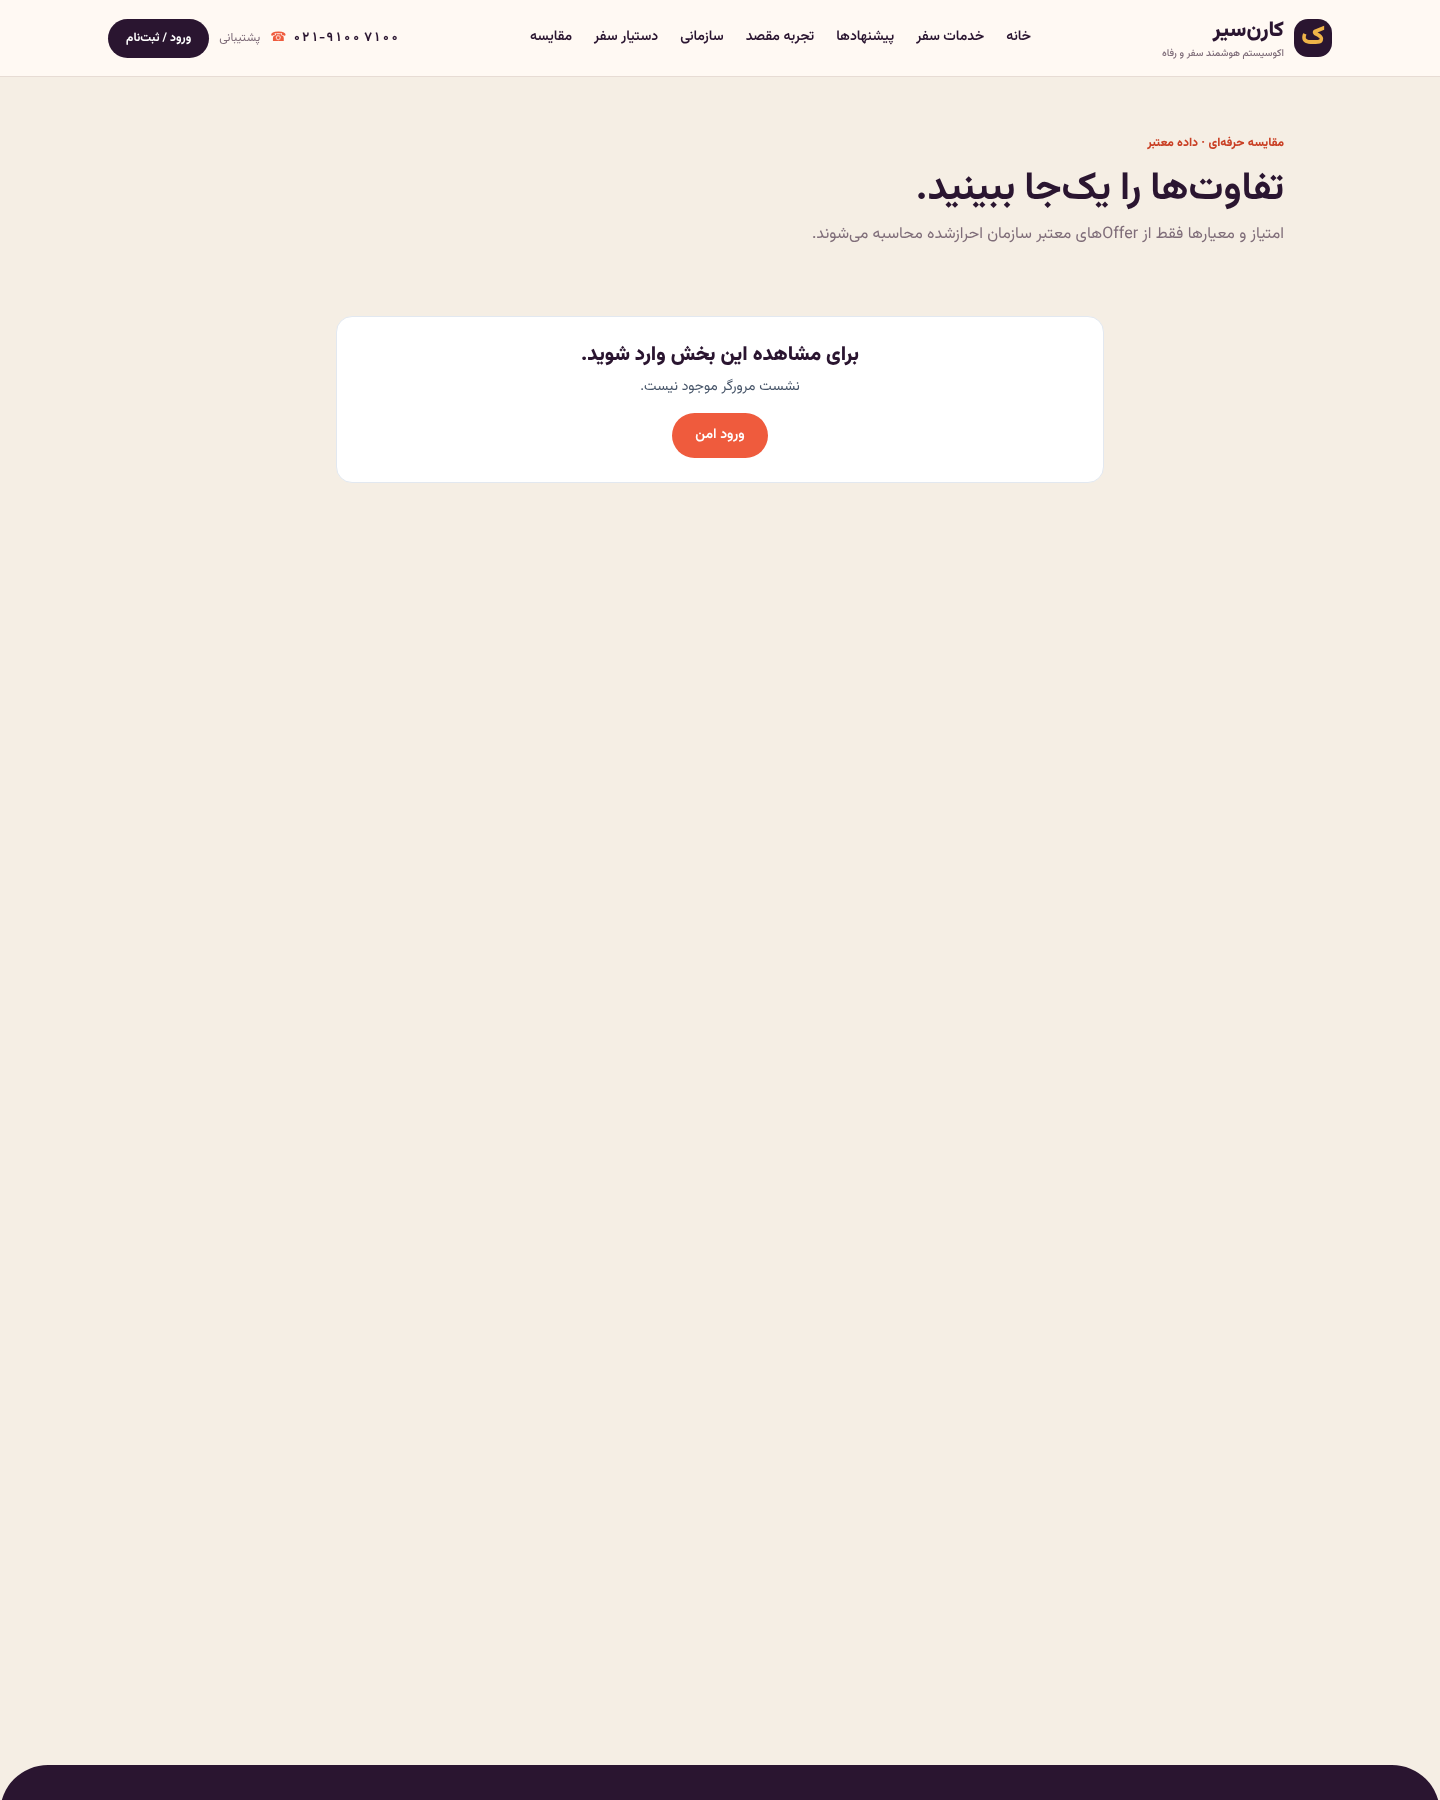 ک
کارن‌سیر
اکوسیستم هوشمند سفر و رفاه
خانه
خدمات سفر
پیشنهادها
تجربه مقصد
سازمانی
دستیار سفر
مقایسه
۰۲۱-۹۱۰۰ ۷۱۰۰
☎
پشتیبانی
ورود / ثبت‌نام
مقایسه حرفه‌ای · داده معتبر
تفاوت‌ها را یک‌جا ببینید.
امتیاز و معیارها فقط از Offerهای معتبر سازمان احرازشده محاسبه می‌شوند.
برای مشاهده این بخش وارد شوید.
نشست مرورگر موجود نیست.
ورود امن